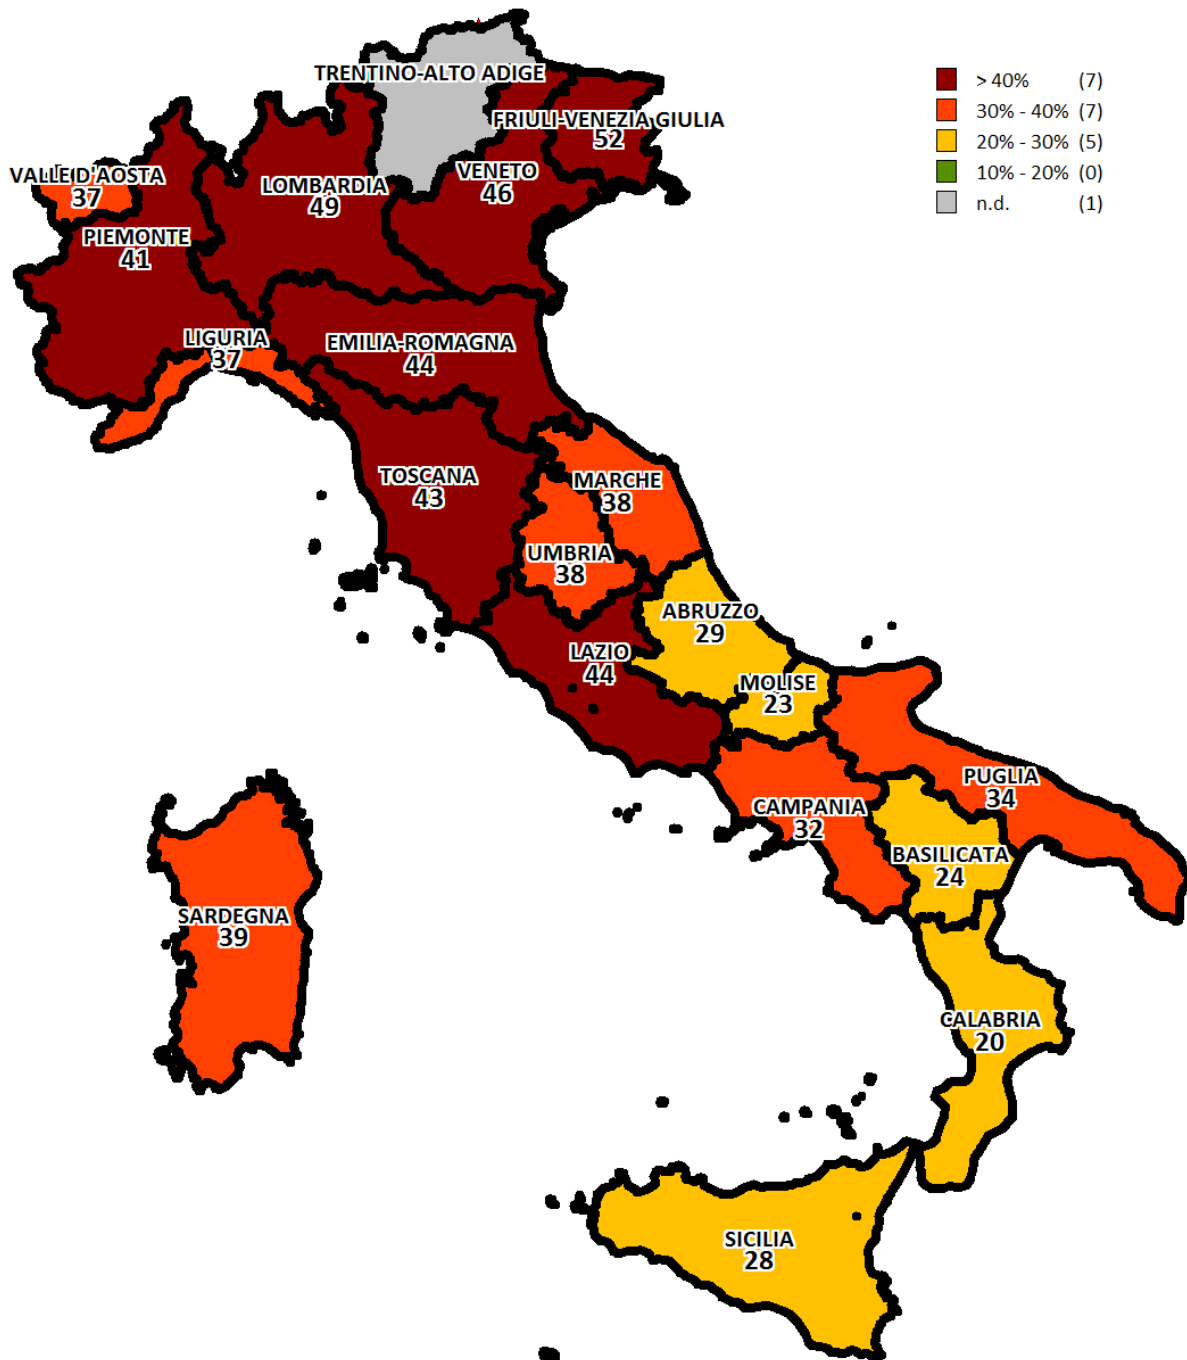 > 40% (7)
30% - 40% (7)
20% - 30% (5)
10% - 20% (0)
n.d. (1)
TRENTINO-ALTO ADIGE
FRIULI-VENEZIA GIULIA
52
VALLE D'AOSTA
37
LOMBARDIA
49
VENETO
46
PIEMONTE
41
LIGURIA
37
EMILIA-ROMAGNA
44
TOSCANA
43
MARCHE
38
UMBRIA
38
ABRUZZO
29
LAZIO
44
MOLISE
23
PUGLIA
34
CAMPANIA
32
BASILICATA
24
SARDEGNA
39
CALABRIA
20
SICILIA
28